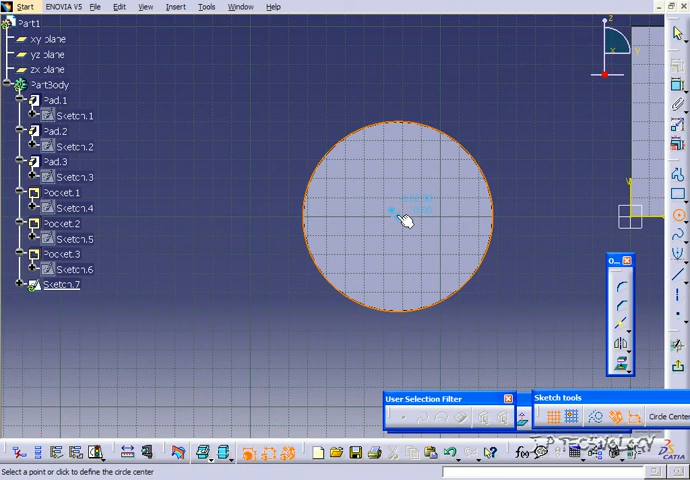 Start ENOVIA V5 File Edit View Insert Tools Window Help
Part1
xy plane
yz plane
zx plane
PartBody
Pad.1
Sketch.1
Pad.2
Sketch.2
Pad.3
Sketch.3
Pocket.1
Sketch.4
Pocket.2
Sketch.5
Pocket.3
Sketch.6
Sketch.7
z
x y
V
O...
User Selection Filter
Sketch tools
Circle Center
CATIA
Select a point or click to define the circle center